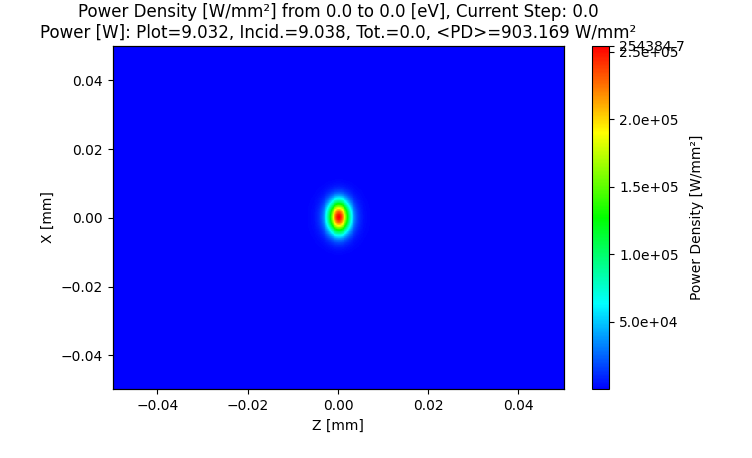 Power Density [W/mm²] from 0.0 to 0.0 [eV], Current Step: 0.0
Power [W]: Plot=9.032, Incid.=9.038, Tot.=0.0, <PD>=903.169 W/mm²
254384.7
2.5e+05
0.04
2.0e+05
0.02
1.5e+05
X [mm]
0.00
Power Density [W/mm²]
1.0e+05
−0.02
5.0e+04
−0.04
−0.04
−0.02
0.00
0.02
0.04
Z [mm]